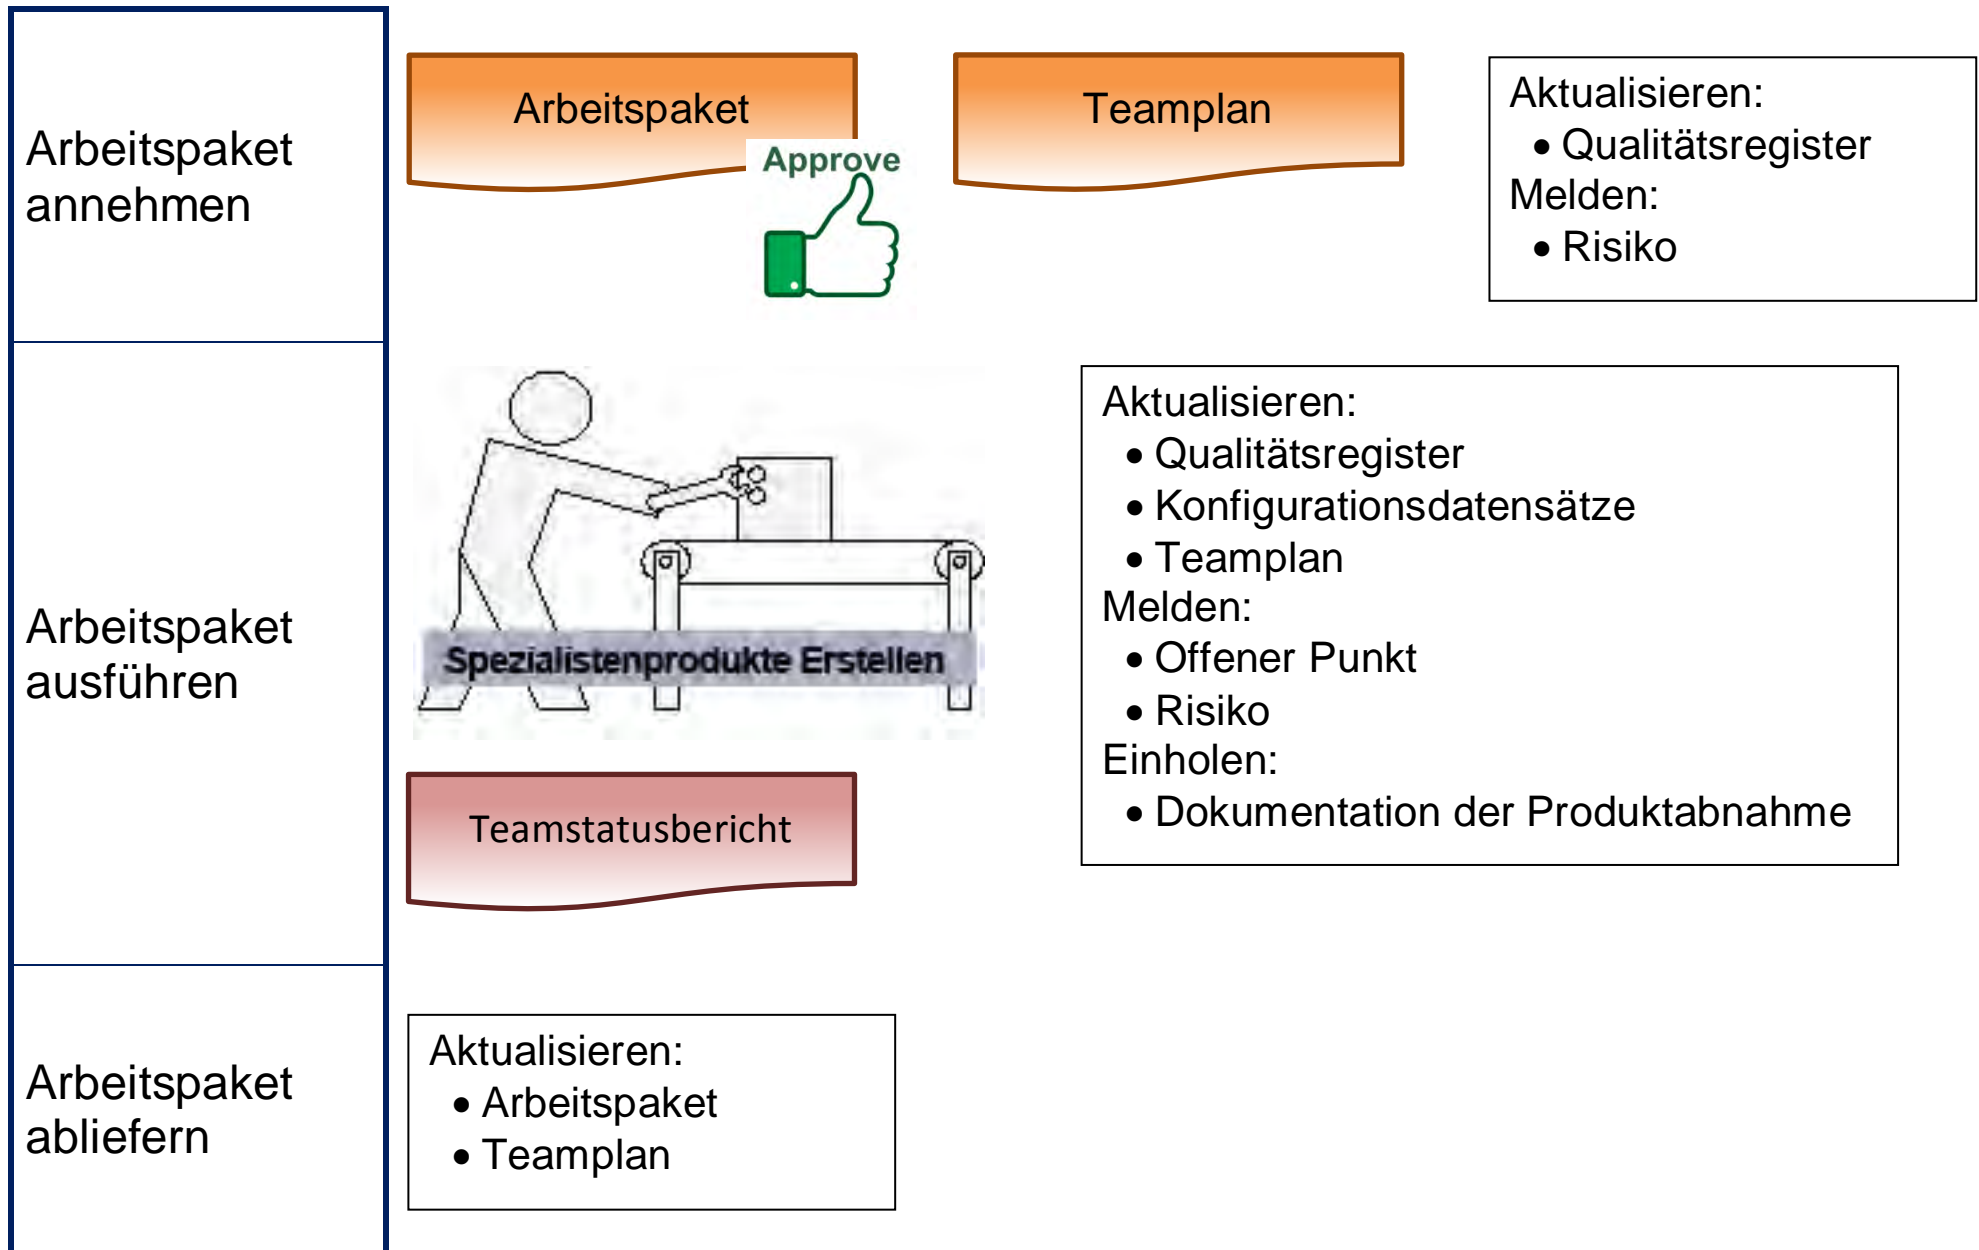 Arbeitspaket
annehmen
Arbeitspaket
Approve
Teamplan
Aktualisieren:
• Qualitätsregister
Melden:
• Risiko
Arbeitspaket
ausführen
Spezialistenprodukte Erstellen
Teamstatusbericht
Aktualisieren:
• Qualitätsregister
• Konfigurationsdatensätze
• Teamplan
Melden:
• Offener Punkt
• Risiko
Einholen:
• Dokumentation der Produktabnahme
Arbeitspaket
abliefern
Aktualisieren:
• Arbeitspaket
• Teamplan